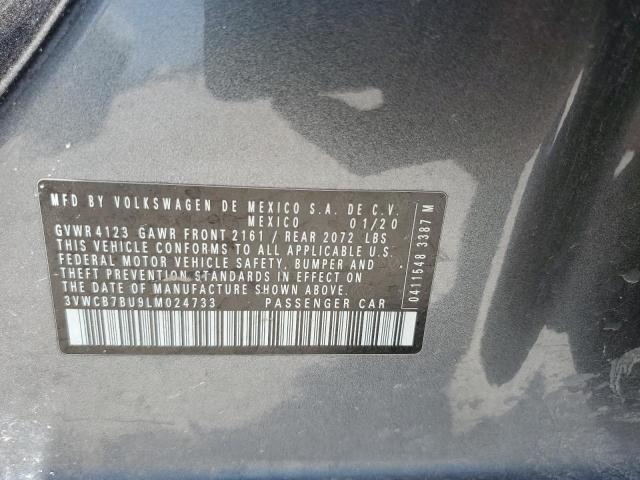 MFD BY VOLKSWAGEN DE MEXICO S.A. DE C.V.
MEXICO 01/20
GVWR 4123 GAWR FRONT 2161 / REAR 2072 LBS
THIS VEHICLE CONFORMS TO ALL APPLICABLE U.S.
FEDERAL MOTOR VEHICLE SAFETY, BUMPER AND
THEFT PREVENTION STANDARDS IN EFFECT ON
THE DATE OF MANUFACTURE SHOWN ABOVE.
3VWCB7BU9LM024733 PASSENGER CAR
0411548 3387 M